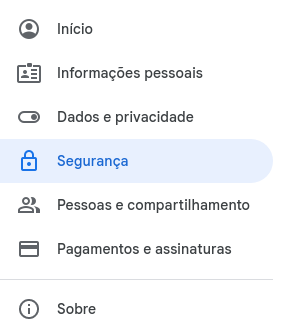 Início
Informações pessoais
Dados e privacidade
Segurança
Pessoas e compartilhamento
Pagamentos e assinaturas
Sobre